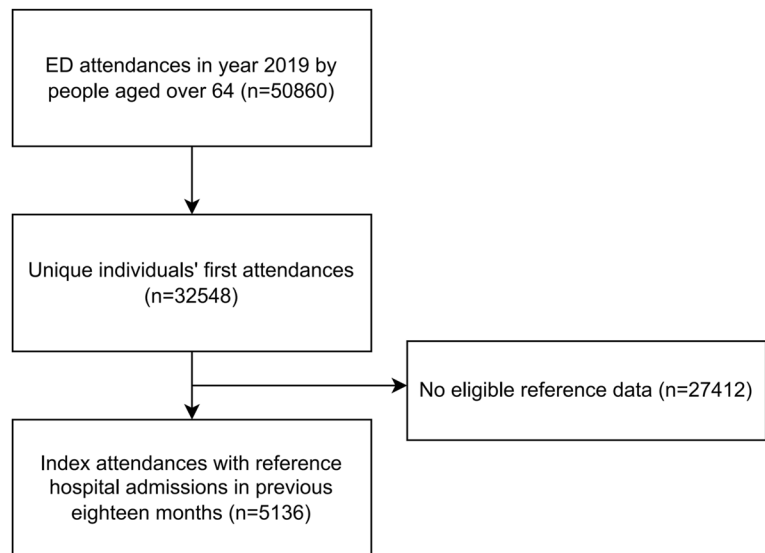 ED attendances in year 2019 by
people aged over 64 (n=50860)
Unique individuals' first attendances
(n=32548)
No eligible reference data (n=27412)
Index attendances with reference
hospital admissions in previous
eighteen months (n=5136)